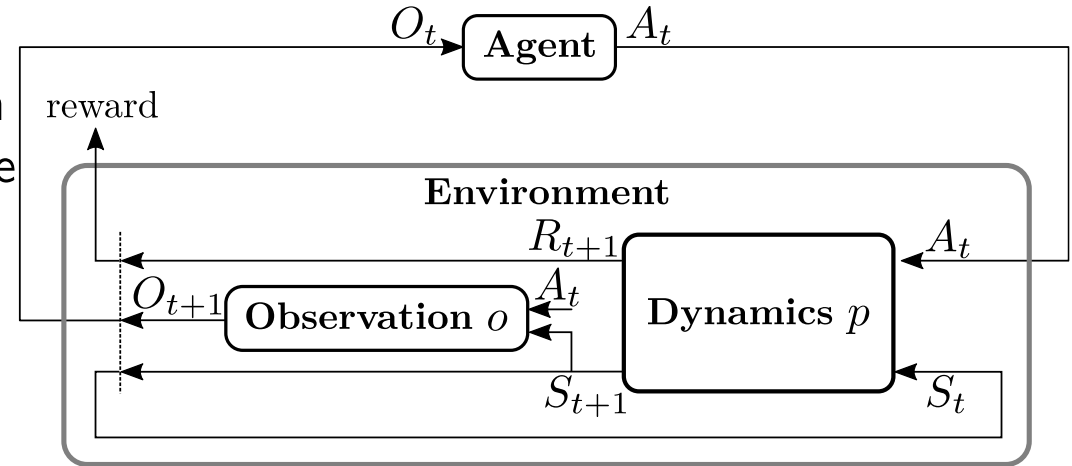 O_t Agent A_t
reward
e
Environment
R_{t+1} A_t
O_{t+1} A_t
Observation o Dynamics p
S_{t+1} S_t